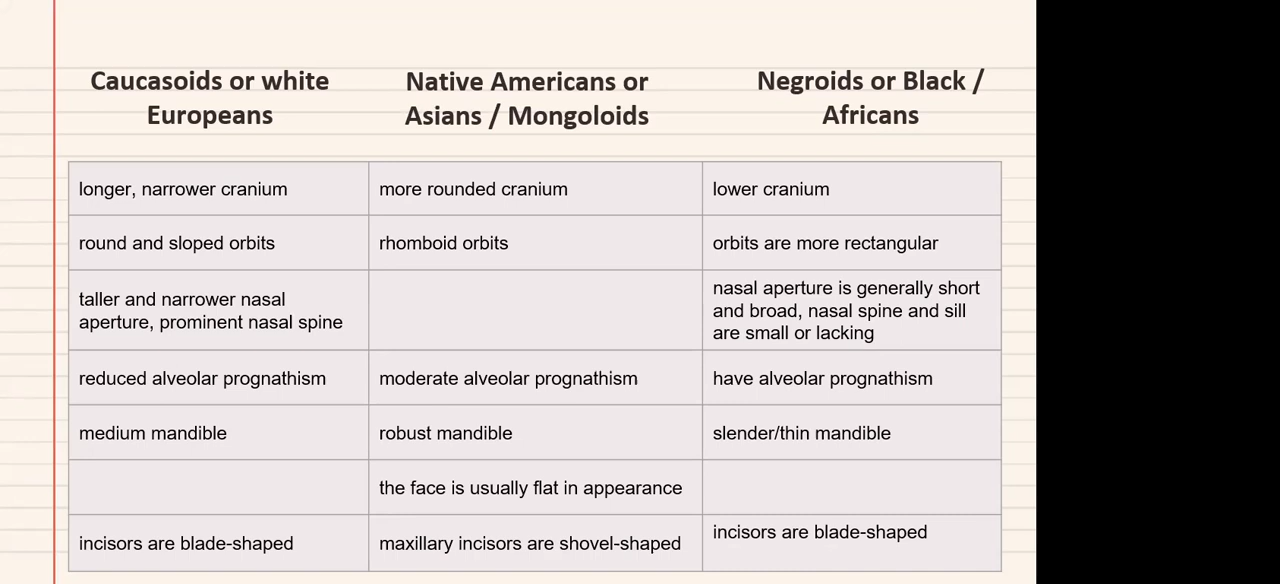 Caucasoids or white
Europeans
Native Americans or
Asians / Mongoloids
Negroids or Black /
Africans
longer, narrower cranium
more rounded cranium
lower cranium
round and sloped orbits
rhomboid orbits
orbits are more rectangular
taller and narrower nasal
aperture, prominent nasal spine
nasal aperture is generally short
and broad, nasal spine and sill
are small or lacking
reduced alveolar prognathism
moderate alveolar prognathism
have alveolar prognathism
medium mandible
robust mandible
slender/thin mandible
the face is usually flat in appearance
incisors are blade-shaped
maxillary incisors are shovel-shaped
incisors are blade-shaped